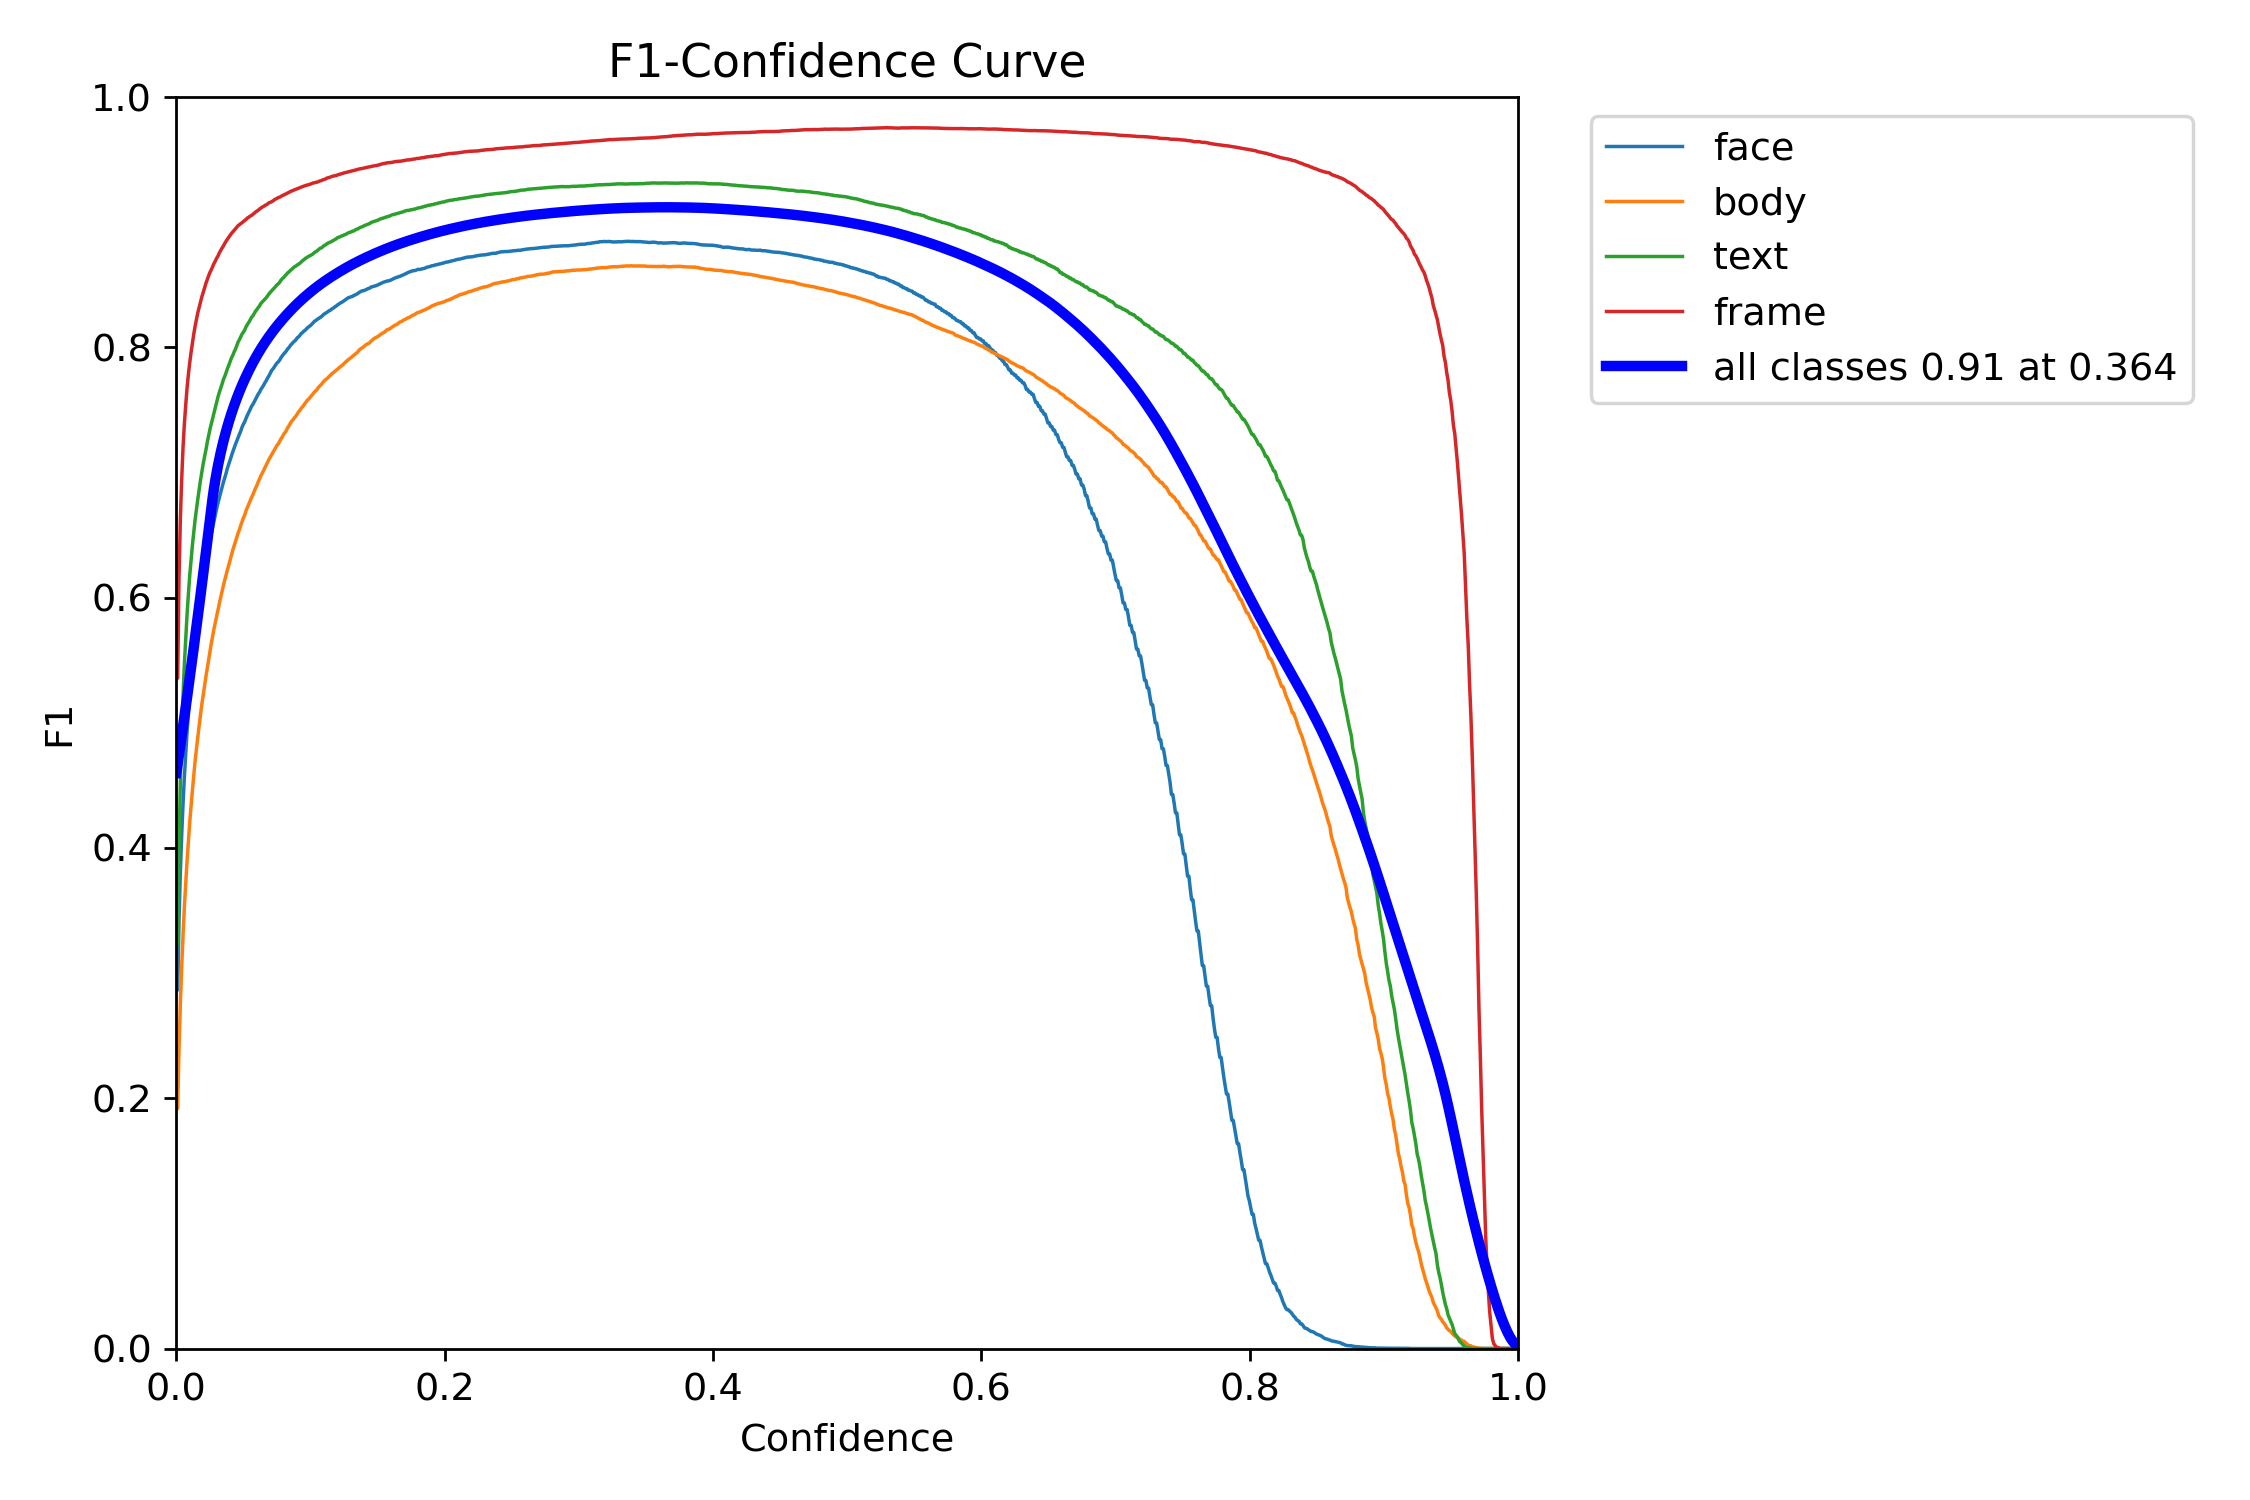 F1-Confidence Curve
1.0
0.8
0.6
0.4
0.2
0.0
F1
0.0 0.2 0.4 0.6 0.8 1.0
Confidence
face
body
text
frame
all classes 0.91 at 0.364